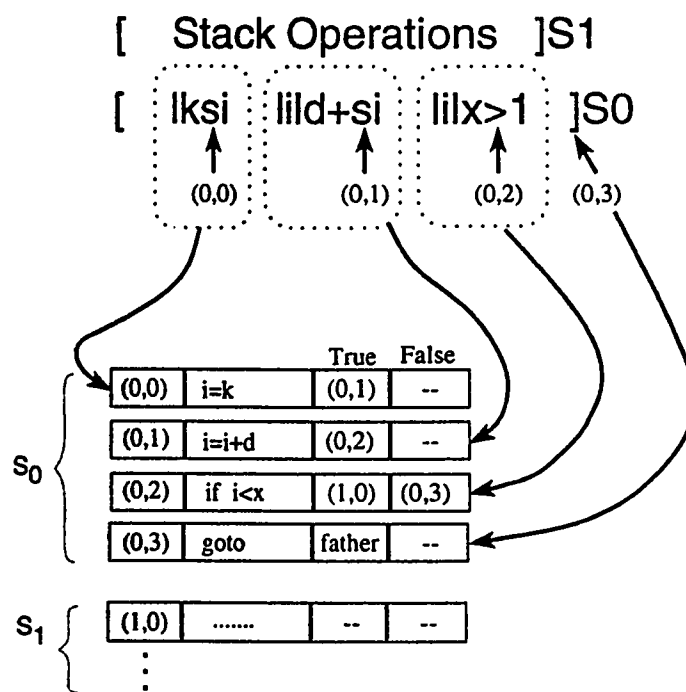 [ Stack Operations ]S1
[ lksi lild+si lilx>1 ]S0
(0,0) (0,1) (0,2) (0,3)
True False
(0,0) i=k (0,1) --
(0,1) i=i+d (0,2) --
S0
(0,2) if i<x (1,0) (0,3)
(0,3) goto father --
S1
(1,0) ....... -- --